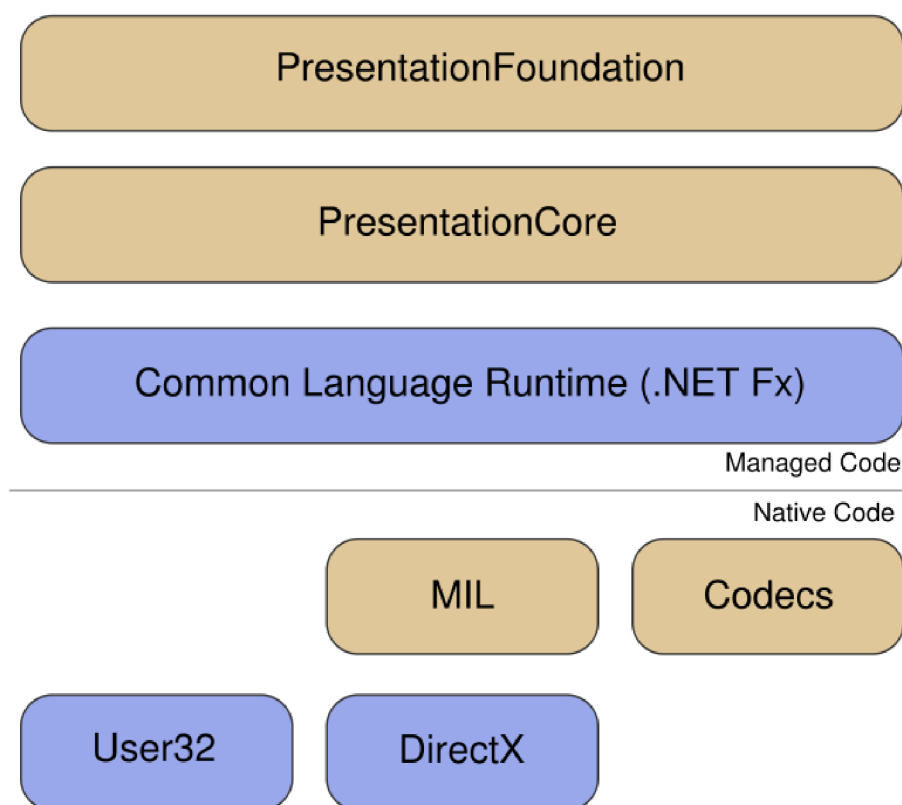 PresentationFoundation
PresentationCore
Common Language Runtime (.NET Fx)
Managed Code
Native Code
MIL
Codecs
User32
DirectX